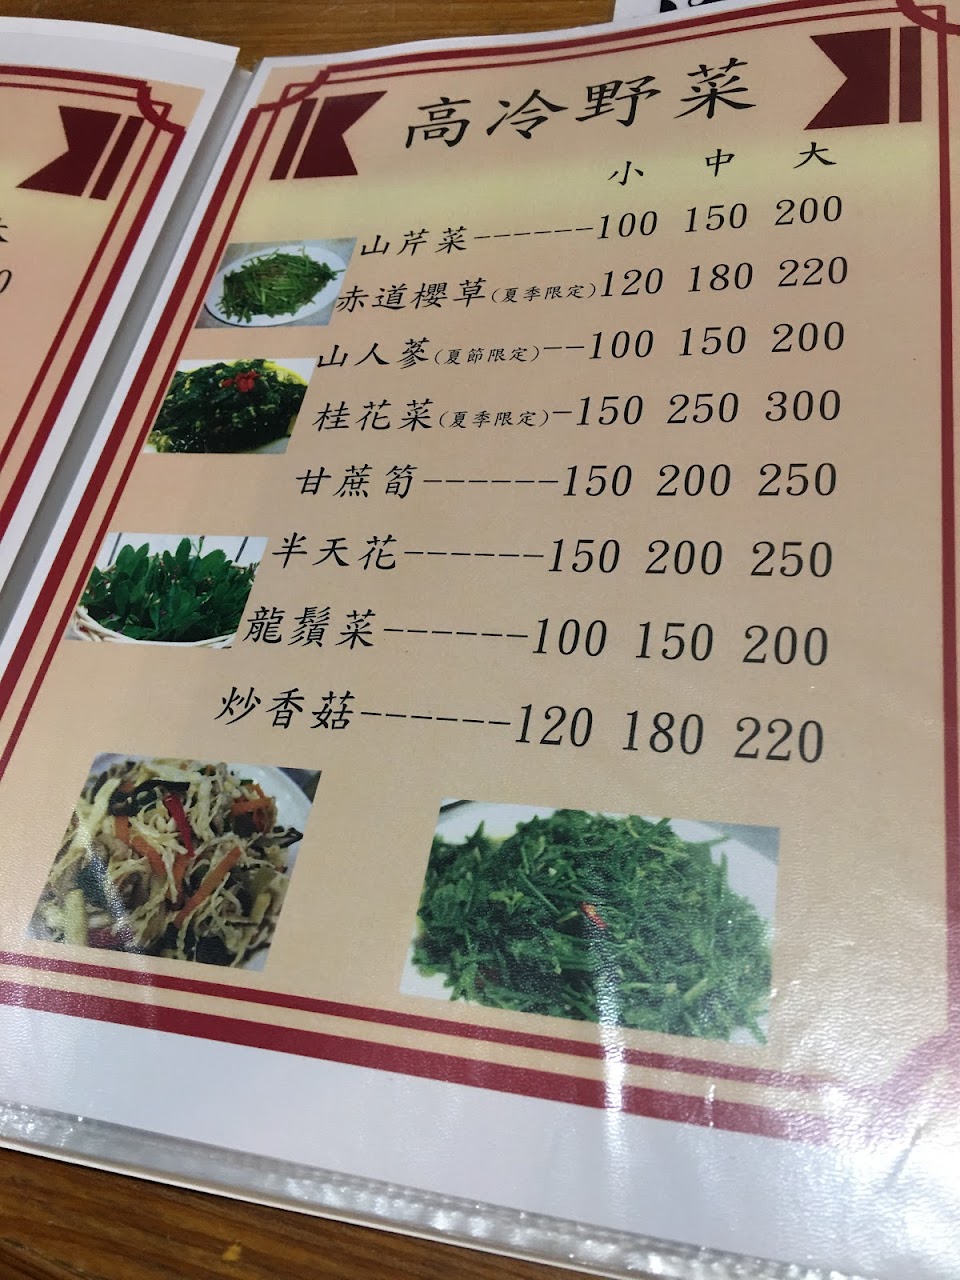 高冷野菜
小 中 大
山芹菜------100 150 200
赤道櫻草(夏季限定)120 180 220
山人蔘(夏節限定)--100 150 200
桂花菜(夏季限定)-150 250 300
甘蔗筍------150 200 250
半天花------150 200 250
龍鬚菜------100 150 200
炒香菇------120 180 220